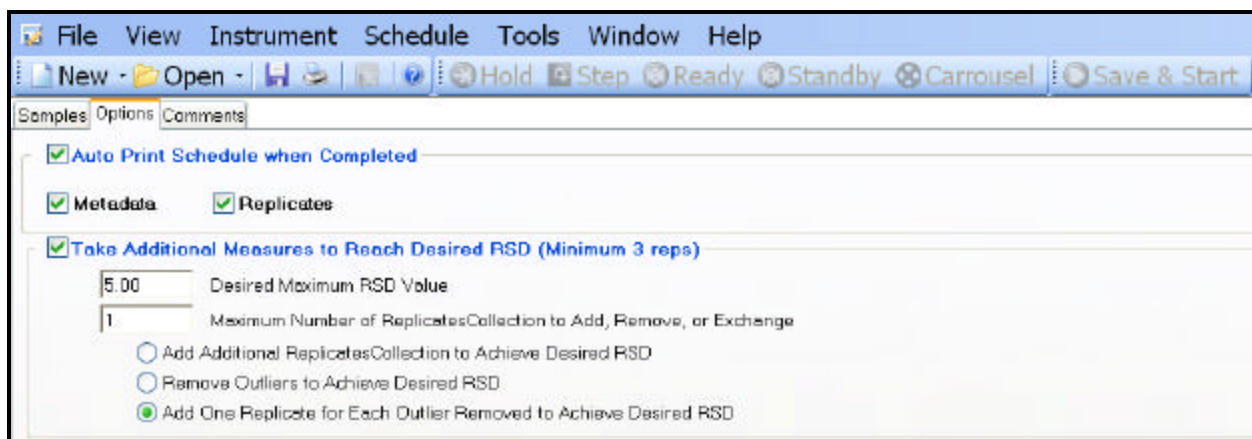 File View Instrument Schedule Tools Window Help
New Open Hold Step Ready Standby Carrousel Save & Start
Samples Options Comments
Auto Print Schedule when Completed
Metadata Replicates
Take Additional Measures to Reach Desired RSD (Minimum 3 reps)
5.00 Desired Maximum RSD Value
1 Maximum Number of ReplicatesCollection to Add, Remove, or Exchange
Add Additional ReplicatesCollection to Achieve Desired RSD
Remove Outliers to Achieve Desired RSD
Add One Replicate for Each Outlier Removed to Achieve Desired RSD